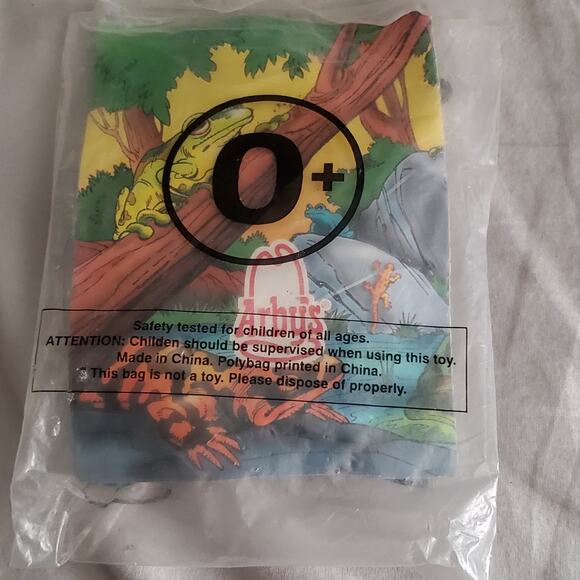 0+
Arby's
Safety tested for children of all ages.
ATTENTION: Childen should be supervised when using this toy.
Made in China. Polybag printed in China.
This bag is not a toy. Please dispose of properly.